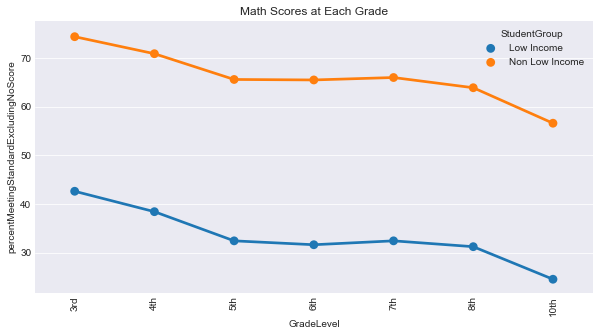 Math Scores at Each Grade
StudentGroup
Low Income
Non Low Income
percentMeetingStandardExcludingNoScore
70
60
50
40
30
3rd
4th
5th
6th
7th
8th
10th
GradeLevel